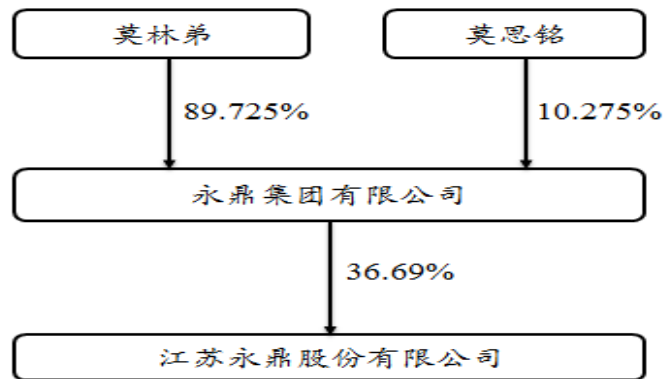 莫林弟 莫思铭
89.725% 10.275%
永鼎集团有限公司
36.69%
江苏永鼎股份有限公司